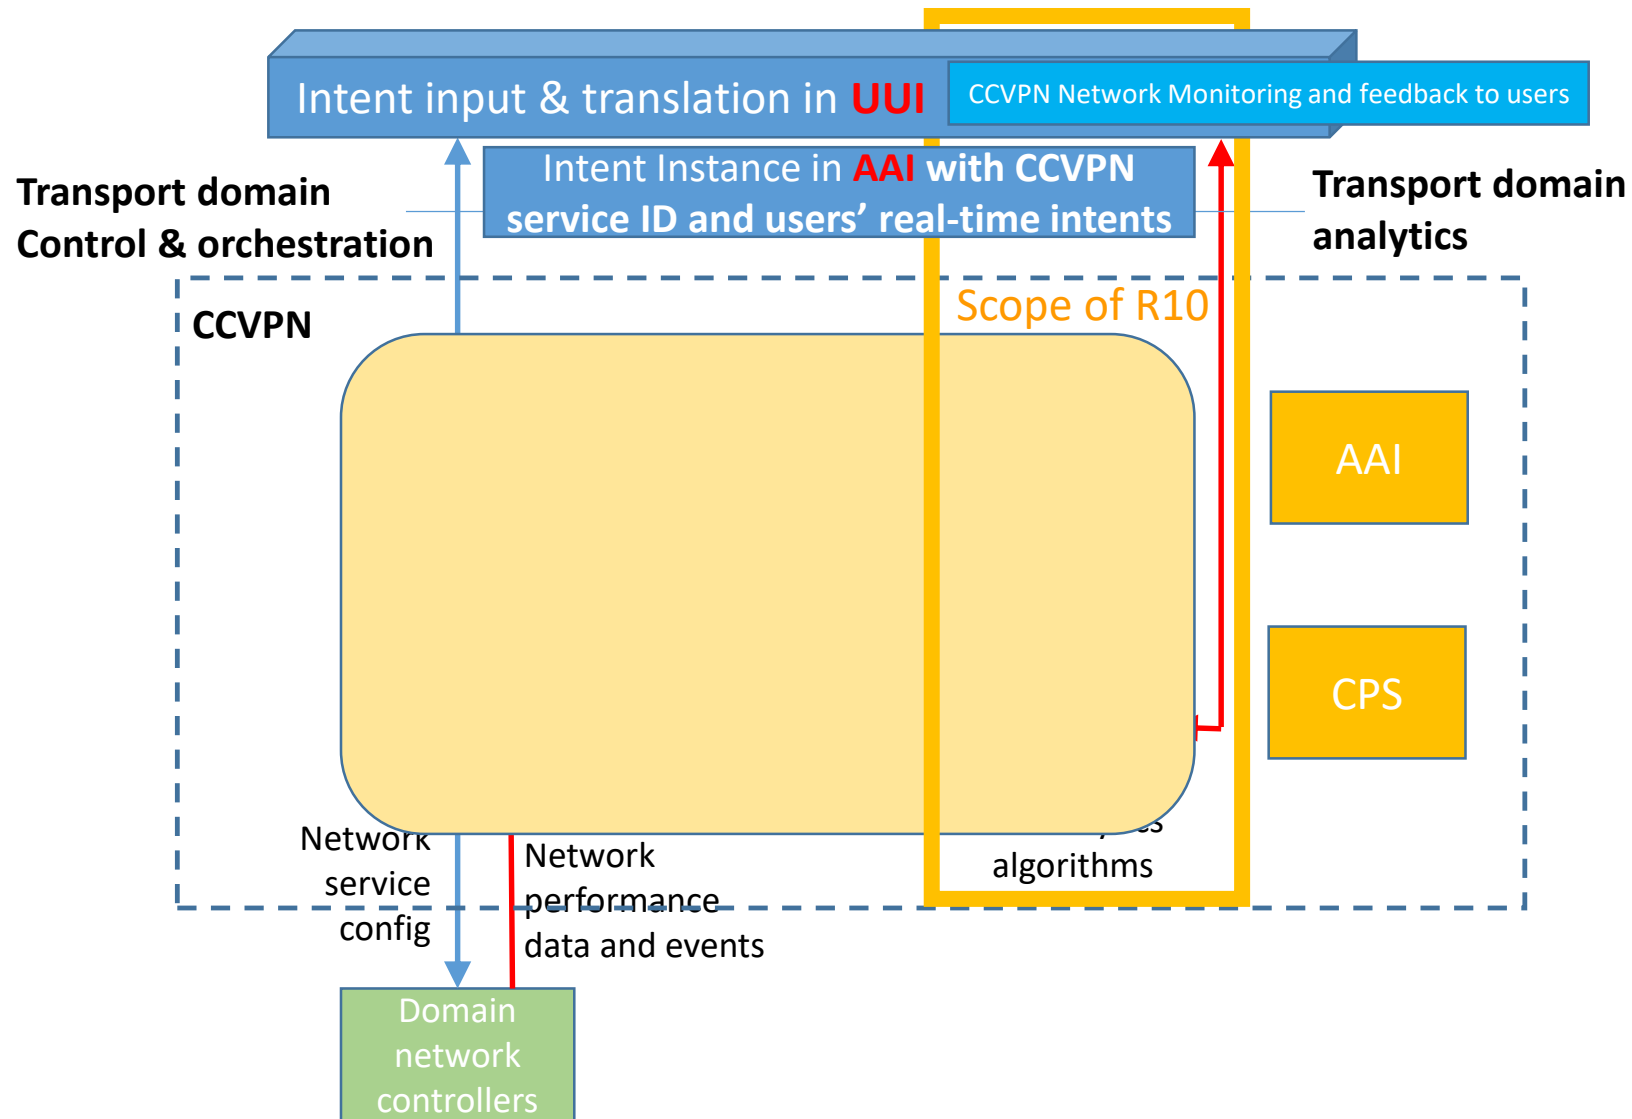 Intent input & translation in UUI
CCVPN Network Monitoring and feedback to users
Intent Instance in AAI with CCVPN
service ID and users’ real-time intents
Transport domain
Control & orchestration
Transport domain
analytics
CCVPN
Scope of R10
AAI
CPS
Network
service
config
Network
performance
data and events
algorithms
Domain
network
controllers